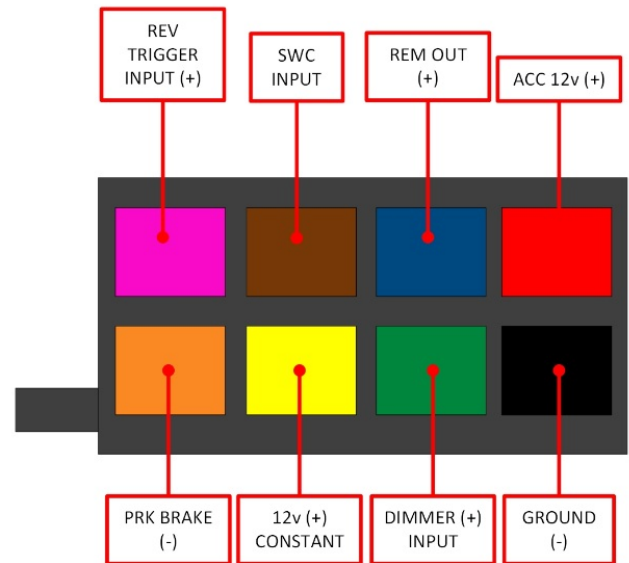 REV
TRIGGER
INPUT (+)
SWC
INPUT
REM OUT
(+)
ACC 12v (+)
PRK BRAKE
(-)
12v (+)
CONSTANT
DIMMER (+)
INPUT
GROUND
(-)